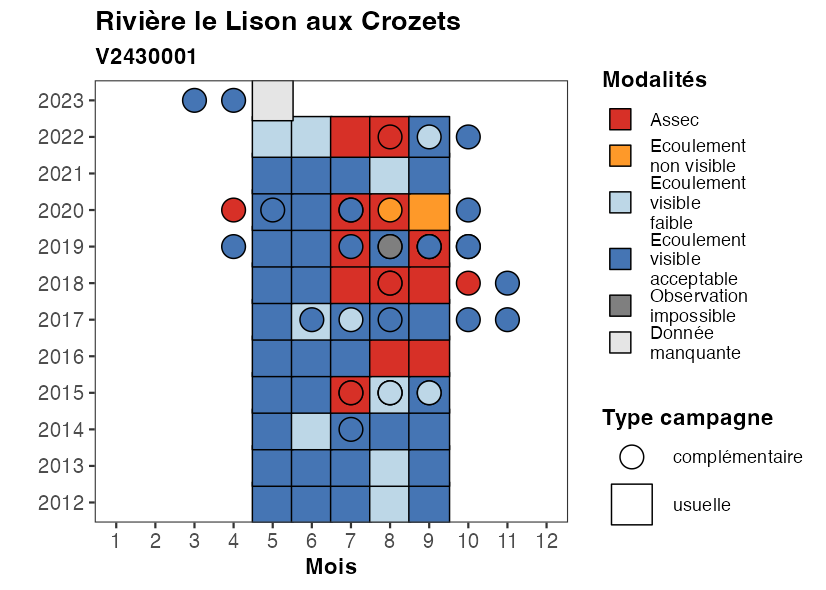 Rivière le Lison aux Crozets
V2430001
2023
2022
2021
2020
2019
2018
2017
2016
2015
2014
2013
2012
1 2 3 4 5 6 7 8 9 10 11 12
Mois
Modalités
Assec
Ecoulement
non visible
Ecoulement
visible
faible
Ecoulement
visible
acceptable
Observation
impossible
Donnée
manquante
Type campagne
complémentaire
usuelle